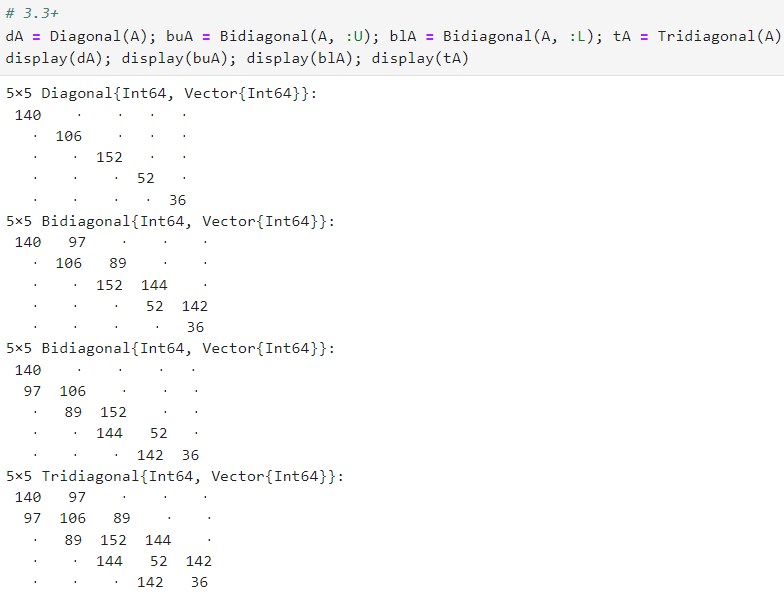 # 3.3+
dA = Diagonal(A); buA = Bidiagonal(A, :U); blA = Bidiagonal(A, :L); tA = Tridiagonal(A)
display(dA); display(buA); display(blA); display(tA)
5×5 Diagonal{Int64, Vector{Int64}}:
 140    ⋅    ⋅   ⋅   ⋅
   ⋅  106    ⋅   ⋅   ⋅
   ⋅    ⋅  152   ⋅   ⋅
   ⋅    ⋅    ⋅  52   ⋅
   ⋅    ⋅    ⋅   ⋅  36
5×5 Bidiagonal{Int64, Vector{Int64}}:
 140   97    ⋅    ⋅    ⋅
   ⋅  106   89    ⋅    ⋅
   ⋅    ⋅  152  144    ⋅
   ⋅    ⋅    ⋅   52  142
   ⋅    ⋅    ⋅    ⋅   36
5×5 Bidiagonal{Int64, Vector{Int64}}:
 140    ⋅    ⋅    ⋅   ⋅
  97  106    ⋅    ⋅   ⋅
   ⋅   89  152    ⋅   ⋅
   ⋅    ⋅  144   52   ⋅
   ⋅    ⋅    ⋅  142  36
5×5 Tridiagonal{Int64, Vector{Int64}}:
 140   97    ⋅    ⋅    ⋅
  97  106   89    ⋅    ⋅
   ⋅   89  152  144    ⋅
   ⋅    ⋅  144   52  142
   ⋅    ⋅    ⋅  142   36